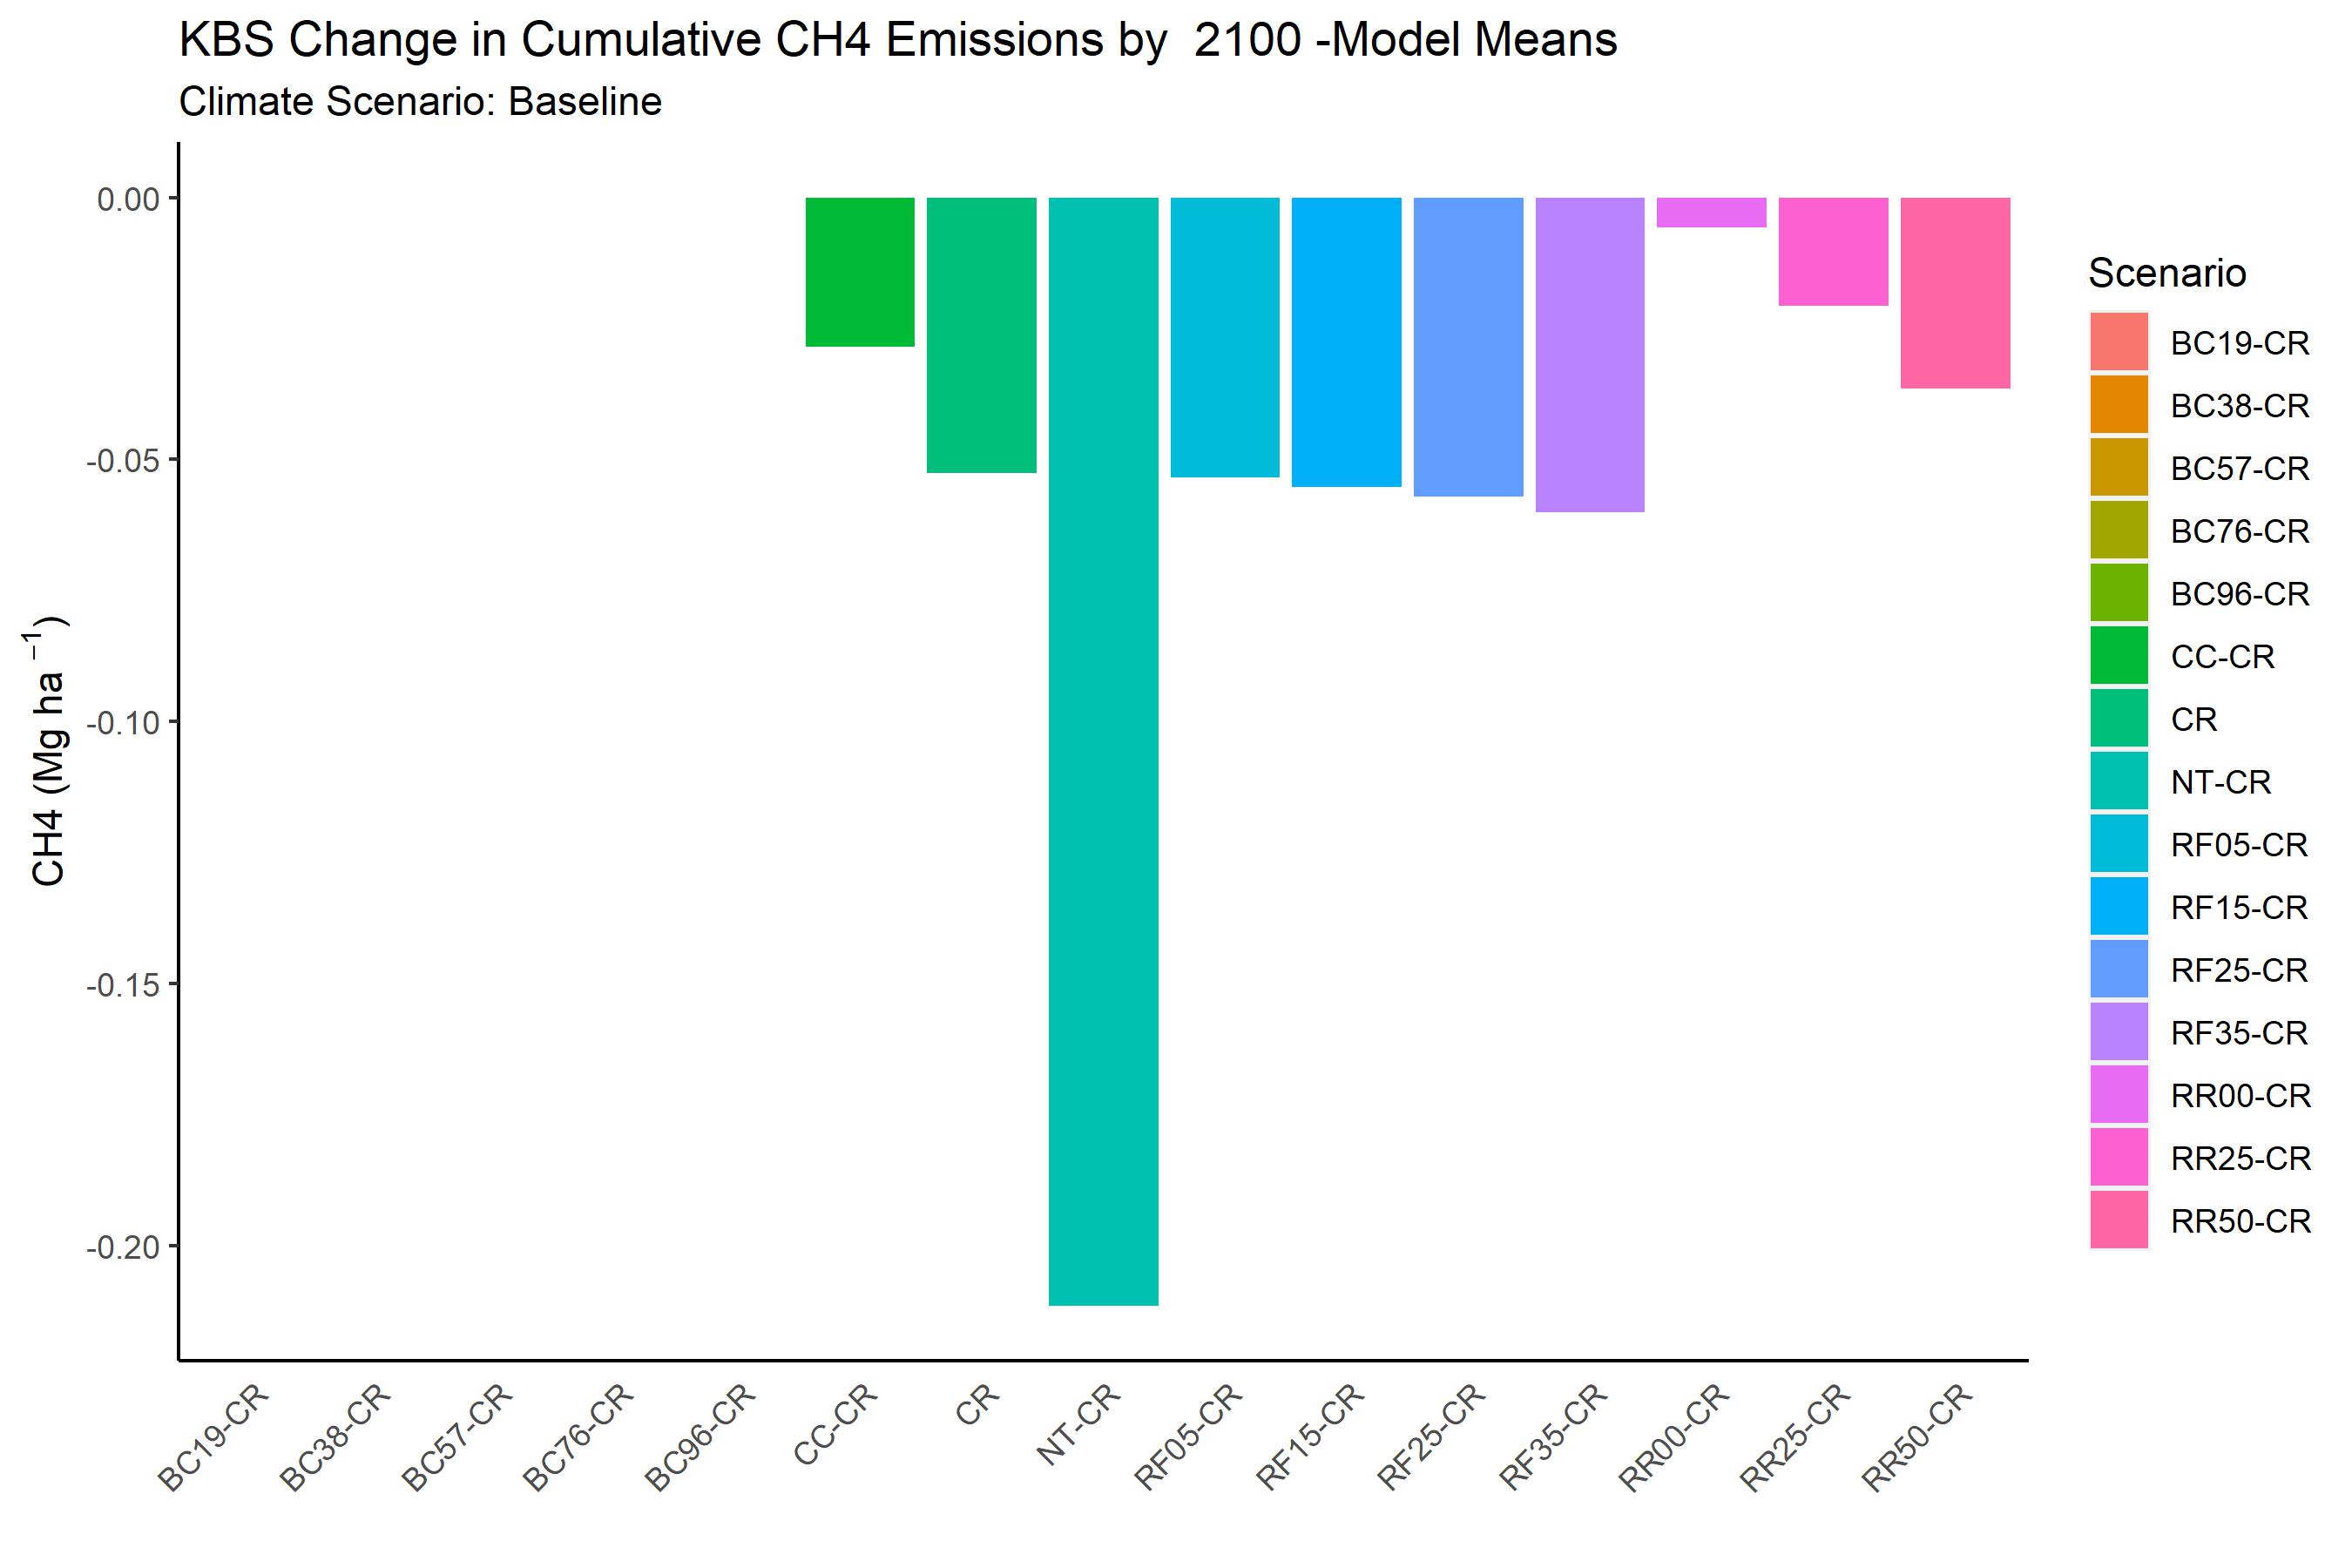 KBS Change in Cumulative CH4 Emissions by  2100 -Model Means
Climate Scenario: Baseline
CH4 (Mg ha −1)
0.00
-0.05
-0.10
-0.15
-0.20
BC19-CR
BC38-CR
BC57-CR
BC76-CR
BC96-CR
CC-CR
CR
NT-CR
RF05-CR
RF15-CR
RF25-CR
RF35-CR
RR00-CR
RR25-CR
RR50-CR
Scenario
BC19-CR
BC38-CR
BC57-CR
BC76-CR
BC96-CR
CC-CR
CR
NT-CR
RF05-CR
RF15-CR
RF25-CR
RF35-CR
RR00-CR
RR25-CR
RR50-CR